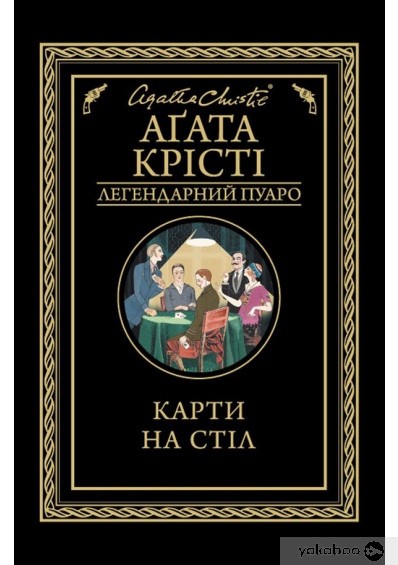 Agatha Christie®
АҐАТА
КРІСТІ
ЛЕГЕНДАРНИЙ ПУАРО
КАРТИ
НА СТІЛ
yakaboo